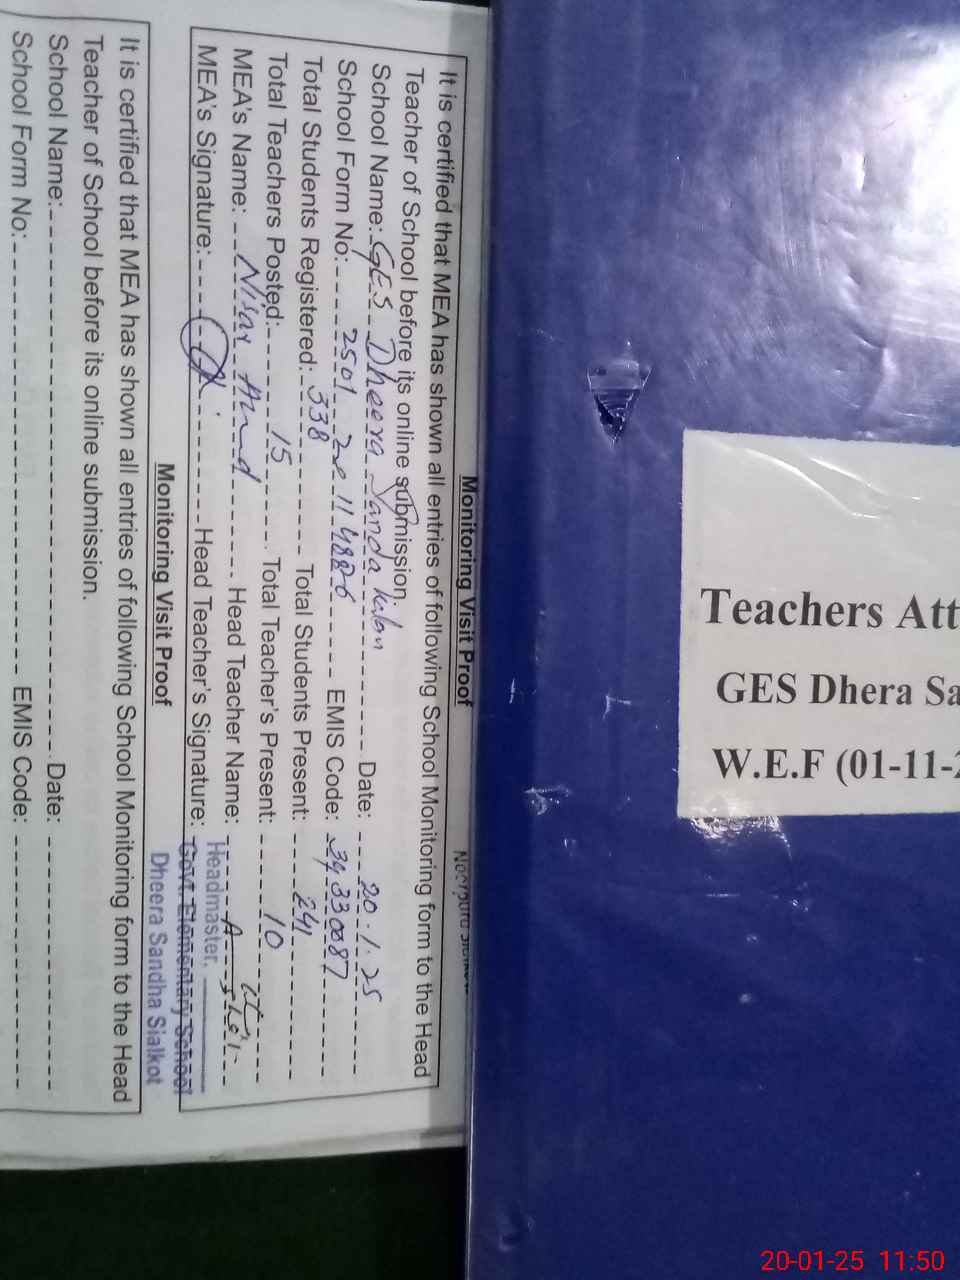 Monitoring Visit Proof
It is certified that MEA has shown all entries of following School Monitoring form to the Head
Teacher of School before its online submission.
School Name: GES Dheera Sanda kalan Date: 20.1.25
School Form No: 2501 2011 4886 EMIS Code: 34330087
Total Students Registered: 338 Total Students Present: 241
Total Teachers Posted: 15 Total Teacher's Present: 10
MEA's Name: Nisar Head Teacher Name:
MEA's Signature: Head Teacher's Signature:
Headmaster,
Govt. Elementary School
Dheera Sandha Sialkot
Monitoring Visit Proof
It is certified that MEA has shown all entries of following School Monitoring form to the Head
Teacher of School before its online submission.
School Name: Date:
School Form No: EMIS Code:
Teachers Att
GES Dhera Sa
W.E.F (01-11-2
20-01-25 11:50